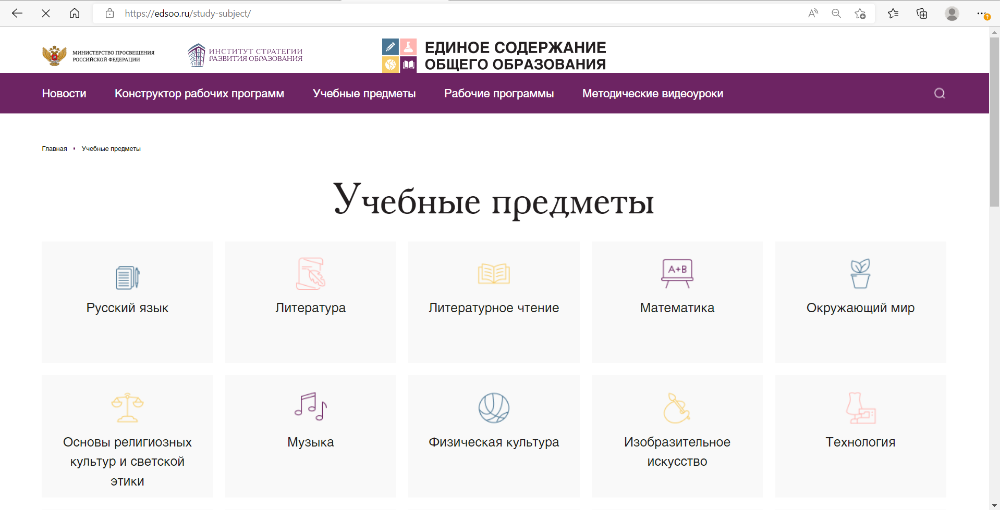 https://edsoo.ru/study-subject/
МИНИСТЕРСТВО ПРОСВЕЩЕНИЯ
РОССИЙСКОЙ ФЕДЕРАЦИИ
ИНСТИТУТ СТРАТЕГИИ
РАЗВИТИЯ ОБРАЗОВАНИЯ
ЕДИНОЕ СОДЕРЖАНИЕ
ОБЩЕГО ОБРАЗОВАНИЯ
Новости Конструктор рабочих программ Учебные предметы Рабочие программы Методические видеоуроки
Главная Учебные предметы
Учебные предметы
A+B
Русский язык
Литература
Литературное чтение
Математика
Окружающий мир
Основы религиозных
культур и светской
этики
Музыка
Физическая культура
Изобразительное
искусство
Технология